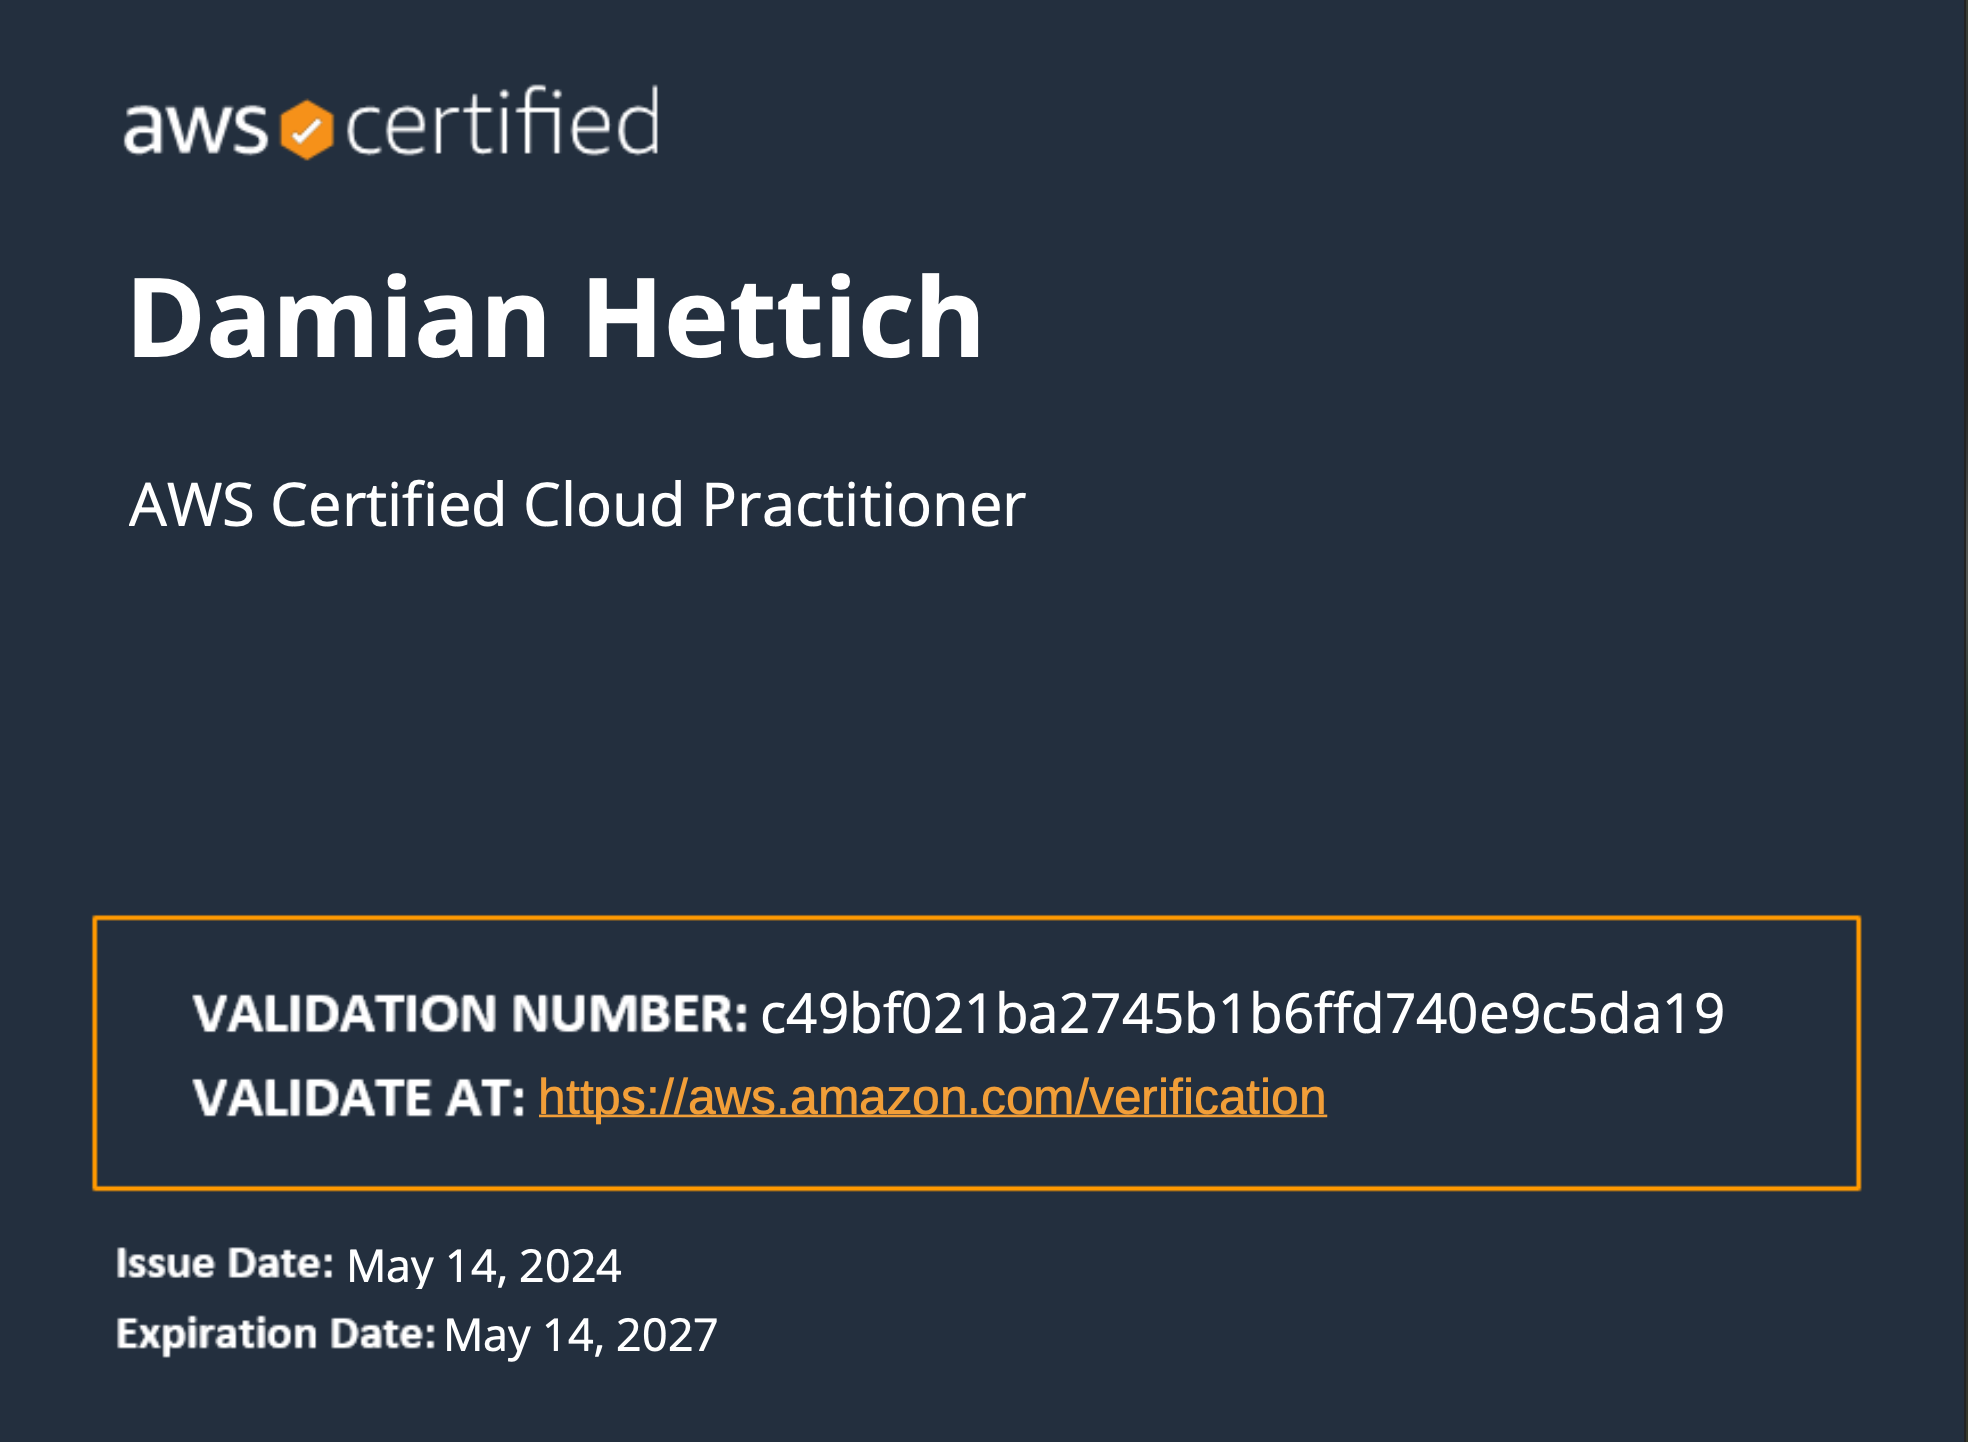 aws certified
Damian Hettich
AWS Certified Cloud Practitioner
VALIDATION NUMBER: c49bf021ba2745b1b6ffd740e9c5da19
VALIDATE AT: https://aws.amazon.com/verification
Issue Date: May 14, 2024
Expiration Date: May 14, 2027